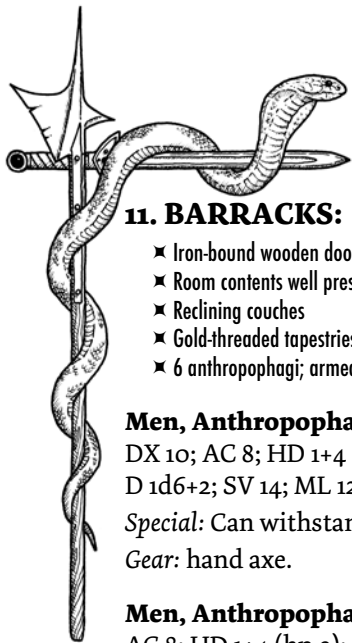 11. BARRACKS:
✖ Iron-bound wooden doo
✖ Room contents well pres
✖ Reclining couches
✖ Gold-threaded tapestries
✖ 6 anthropophagi; armed
Men, Anthropopha
DX 10; AC 8; HD 1+4
D 1d6+2; SV 14; ML 12
Special: Can withstan
Gear: hand axe.
Men, Anthropopha